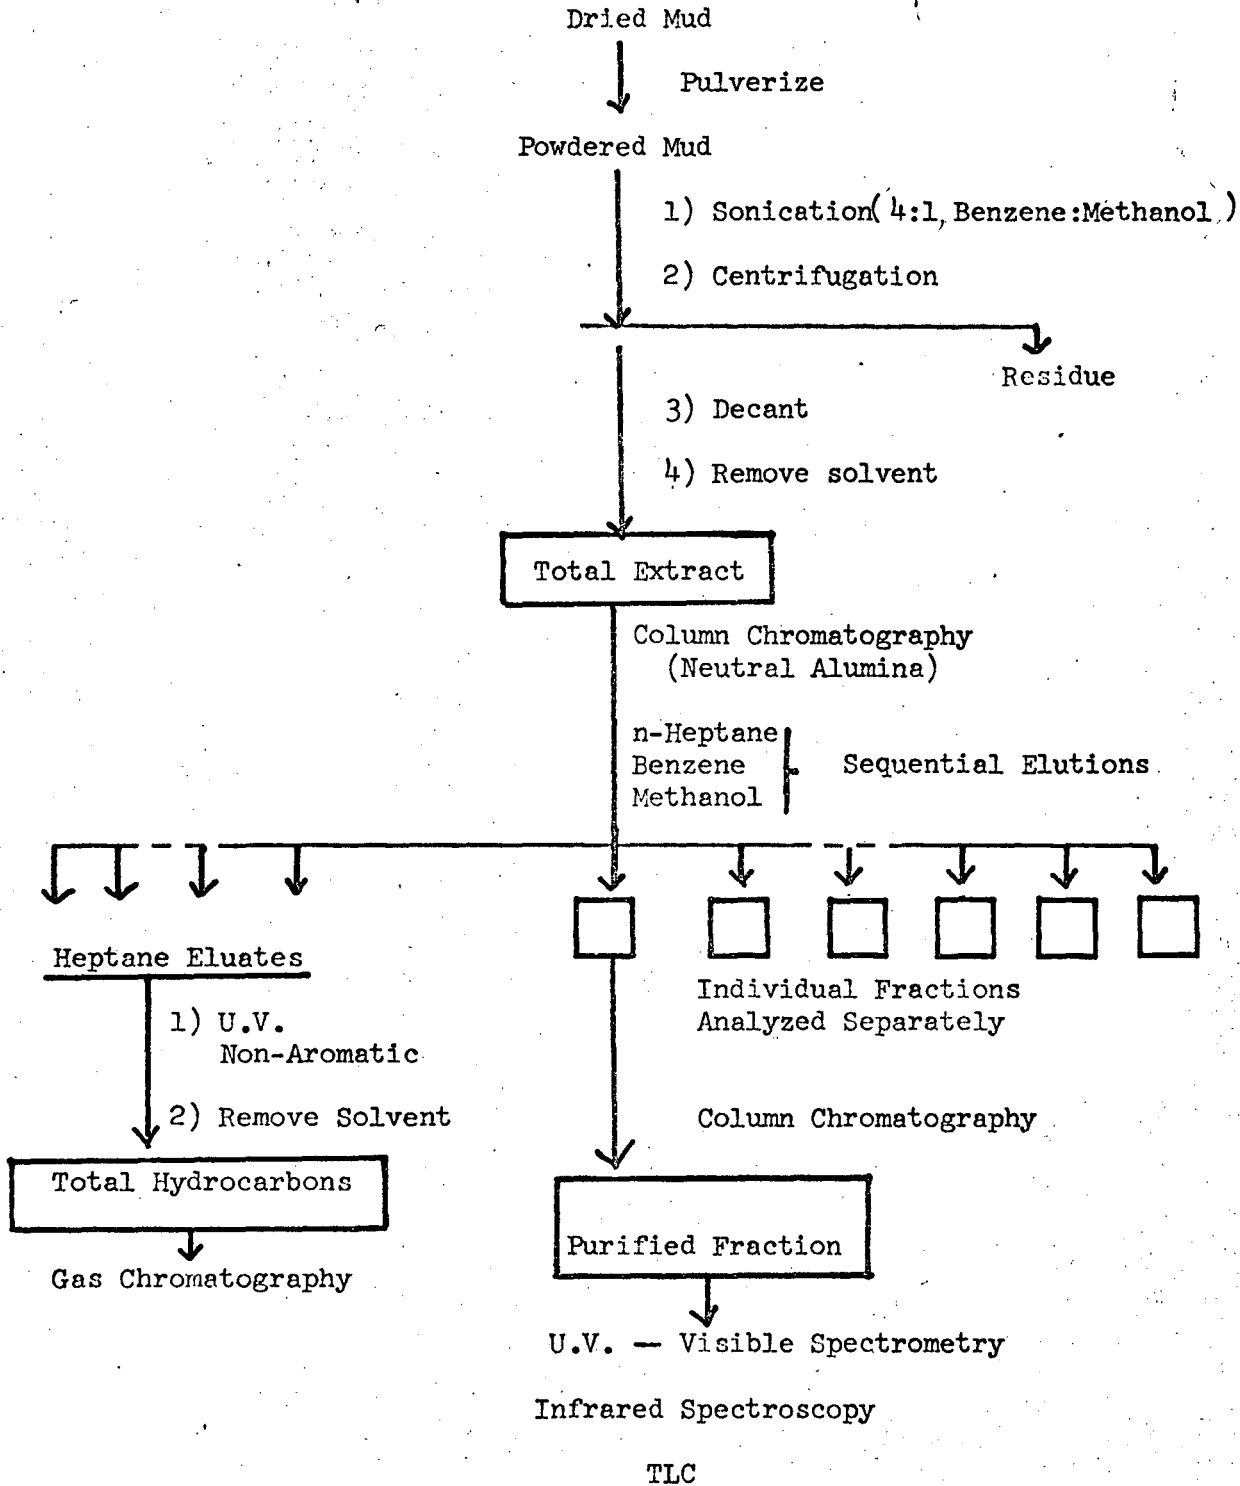 Dried Mud
Pulverize
Powdered Mud
1) Sonication( 4:1, Benzene:Methanol )
2) Centrifugation
Residue
3) Decant
4) Remove solvent
Total Extract
Column Chromatography
(Neutral Alumina)
n-Heptane
Benzene
Methanol
Sequential Elutions
Heptane Eluates
1) U.V.
Non-Aromatic
2) Remove Solvent
Total Hydrocarbons
Gas Chromatography
Individual Fractions
Analyzed Separately
Column Chromatography
Purified Fraction
U.V. — Visible Spectrometry
Infrared Spectroscopy
TLC